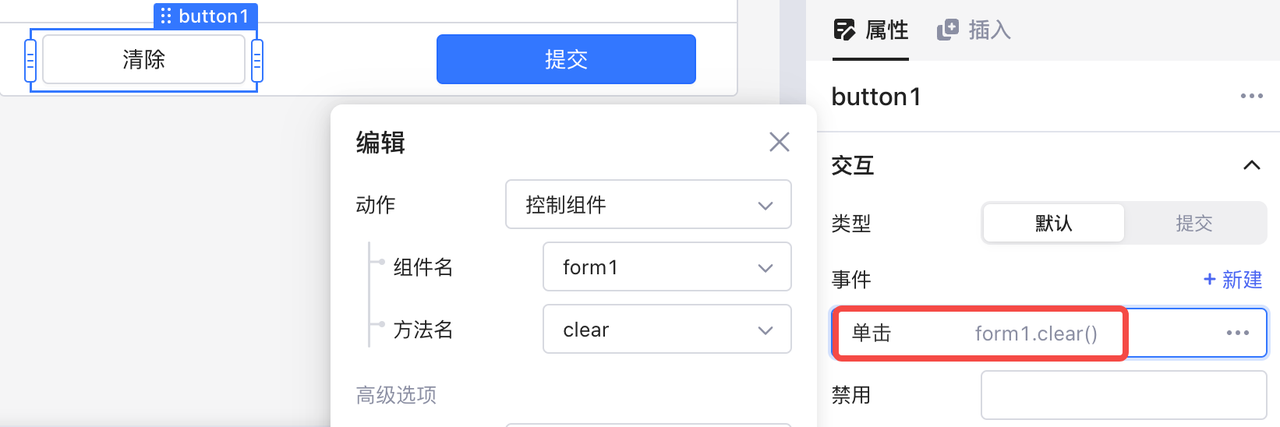 button1
清除
提交
编辑
动作
控制组件
组件名
form1
方法名
clear
高级选项
属性
插入
button1
交互
类型
默认
提交
事件
+ 新建
单击
form1.clear()
禁用